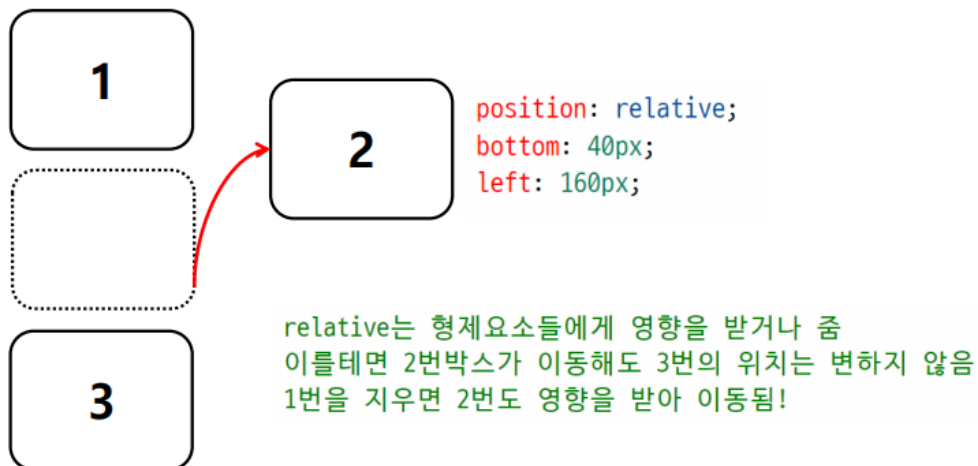 1
2
position: relative;
bottom: 40px;
left: 160px;
relative는 형제요소들에게 영향을 받거나 줌
이를테면 2번박스가 이동해도 3번의 위치는 변하지 않음
3
1번을 지우면 2번도 영향을 받아 이동됨!